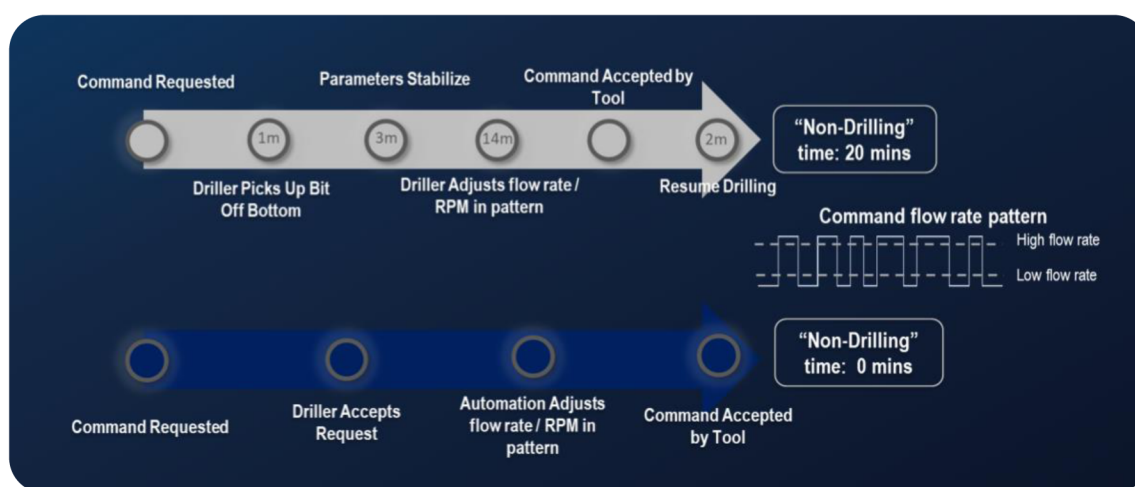 Command Requested
Parameters Stabilize
Command Accepted by
Tool
1m
3m
14m
2m
Driller Picks Up Bit
Off Bottom
Driller Adjusts flow rate /
RPM in pattern
Resume Drilling
“Non-Drilling”
time: 20 mins
Command flow rate pattern
High flow rate
Low flow rate
“Non-Drilling”
time:  0 mins
Command Requested
Driller Accepts
Request
Automation Adjusts
flow rate / RPM in
pattern
Command Accepted
by Tool